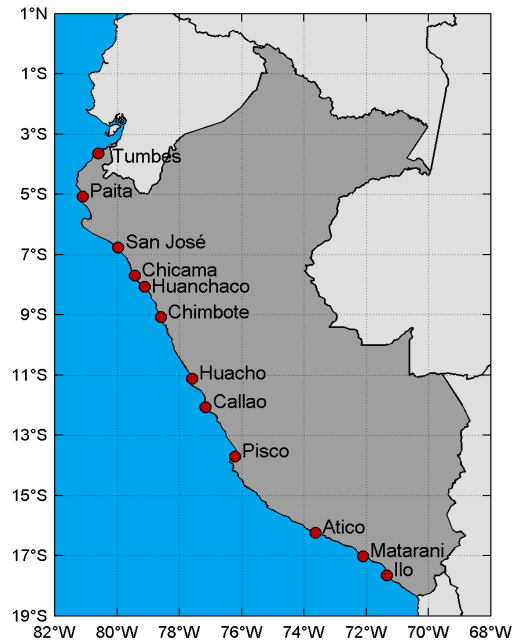 1°N
1°S
3°S
Tumbes
5°S
Paita
San José
7°S
Chicama
Huanchaco
9°S
Chimbote
11°S
Huacho
Callao
13°S
Pisco
15°S
Atico
17°S
Matarani
Ilo
19°S
82°W 80°W 78°W 76°W 74°W 72°W 70°W 68°W